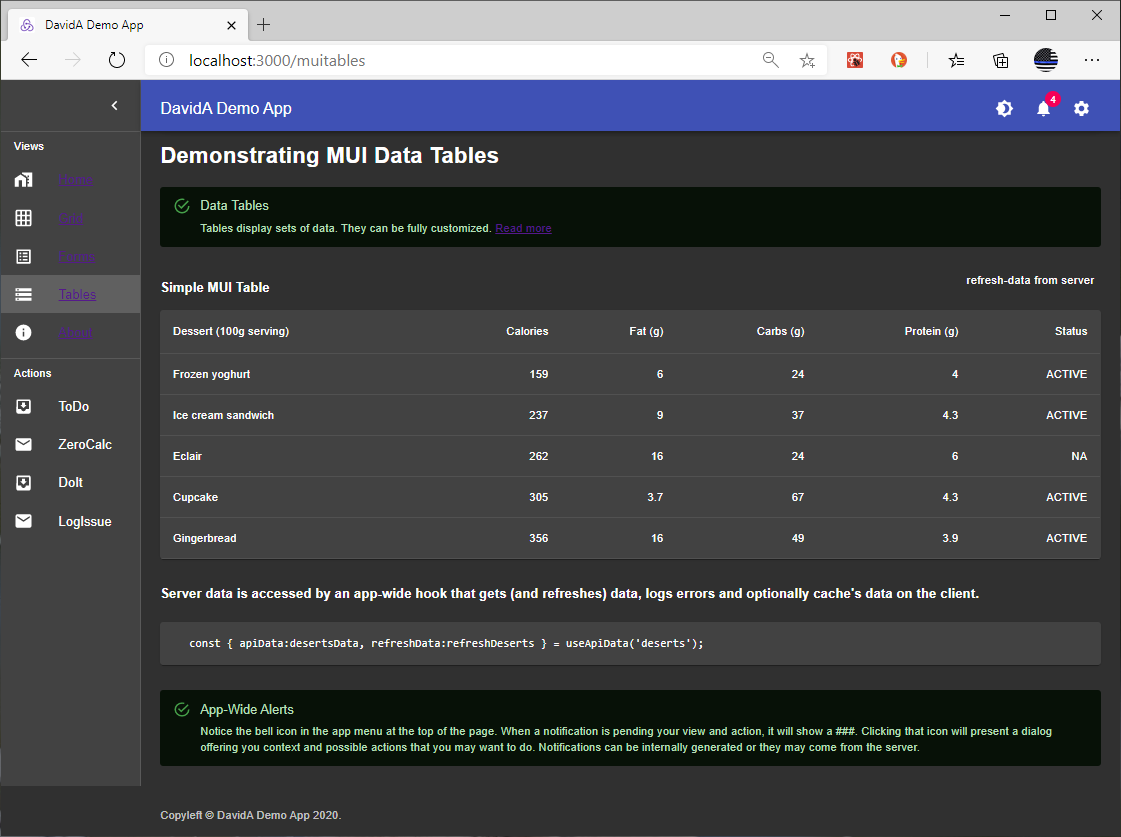 DavidA Demo App
localhost:3000/muitables
DavidA Demo App
4
Views
Home
Gao
Forms
Tables
About
Actions
ToDo
ZeroCalc
DoIt
LogIssue
Demonstrating MUI Data Tables
Data Tables
Tables display sets of data. They can be fully customized. Read more
Simple MUI Table
refresh-data from server
Dessert (100g serving) Calories Fat (g) Carbs (g) Protein (g) Status
Frozen yoghurt 159 6 24 4 ACTIVE
Ice cream sandwich 237 9 37 4.3 ACTIVE
Eclair 262 16 24 6 NA
Cupcake 305 3.7 67 4.3 ACTIVE
Gingerbread 356 16 49 3.9 ACTIVE
Server data is accessed by an app-wide hook that gets (and refreshes) data, logs errors and optionally cache's data on the client.
const { apiData:desertsData, refreshData:refreshDeserts } = useApiData('deserts');
App-Wide Alerts
Notice the bell icon in the app menu at the top of the page. When a notification is pending your view and action, it will show a ###. Clicking that icon will present a dialog
offering you context and possible actions that you may want to do. Notifications can be internally generated or they may come from the server.
Copyleft © DavidA Demo App 2020.